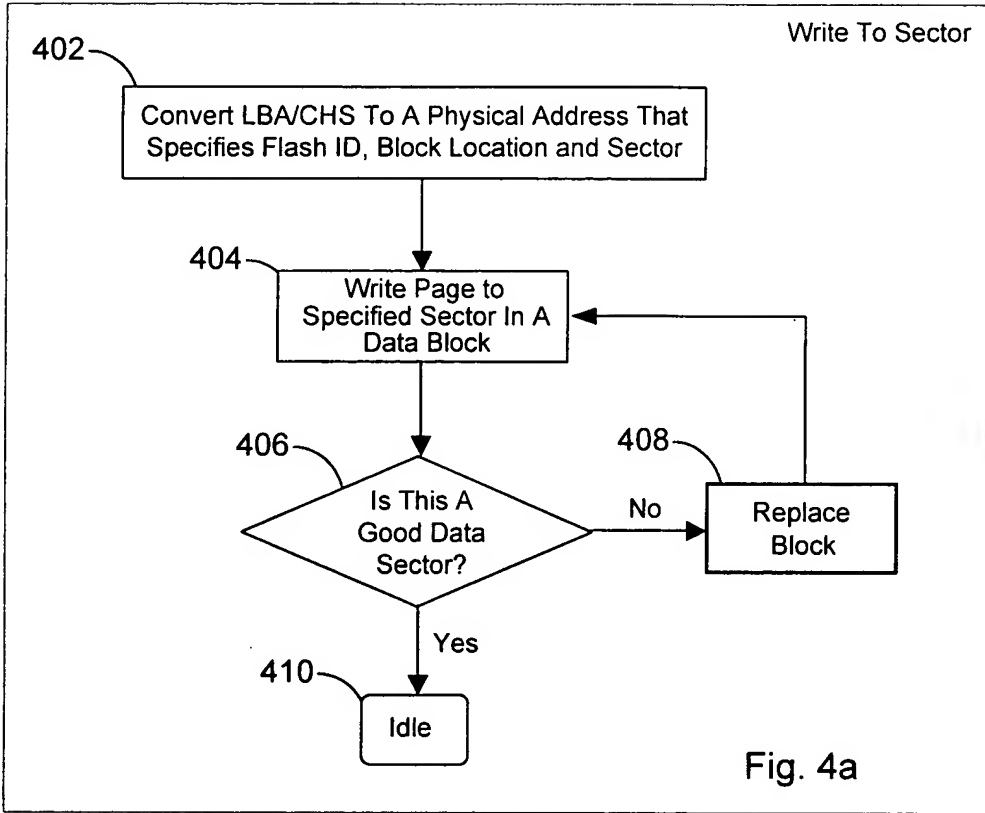 Write To Sector
402
Convert LBA/CHS To A Physical Address That
Specifies Flash ID, Block Location and Sector
404
Write Page to
Specified Sector In A
Data Block
406
Is This A
Good Data
Sector?
No
408
Replace
Block
Yes
410
Idle
Fig. 4a